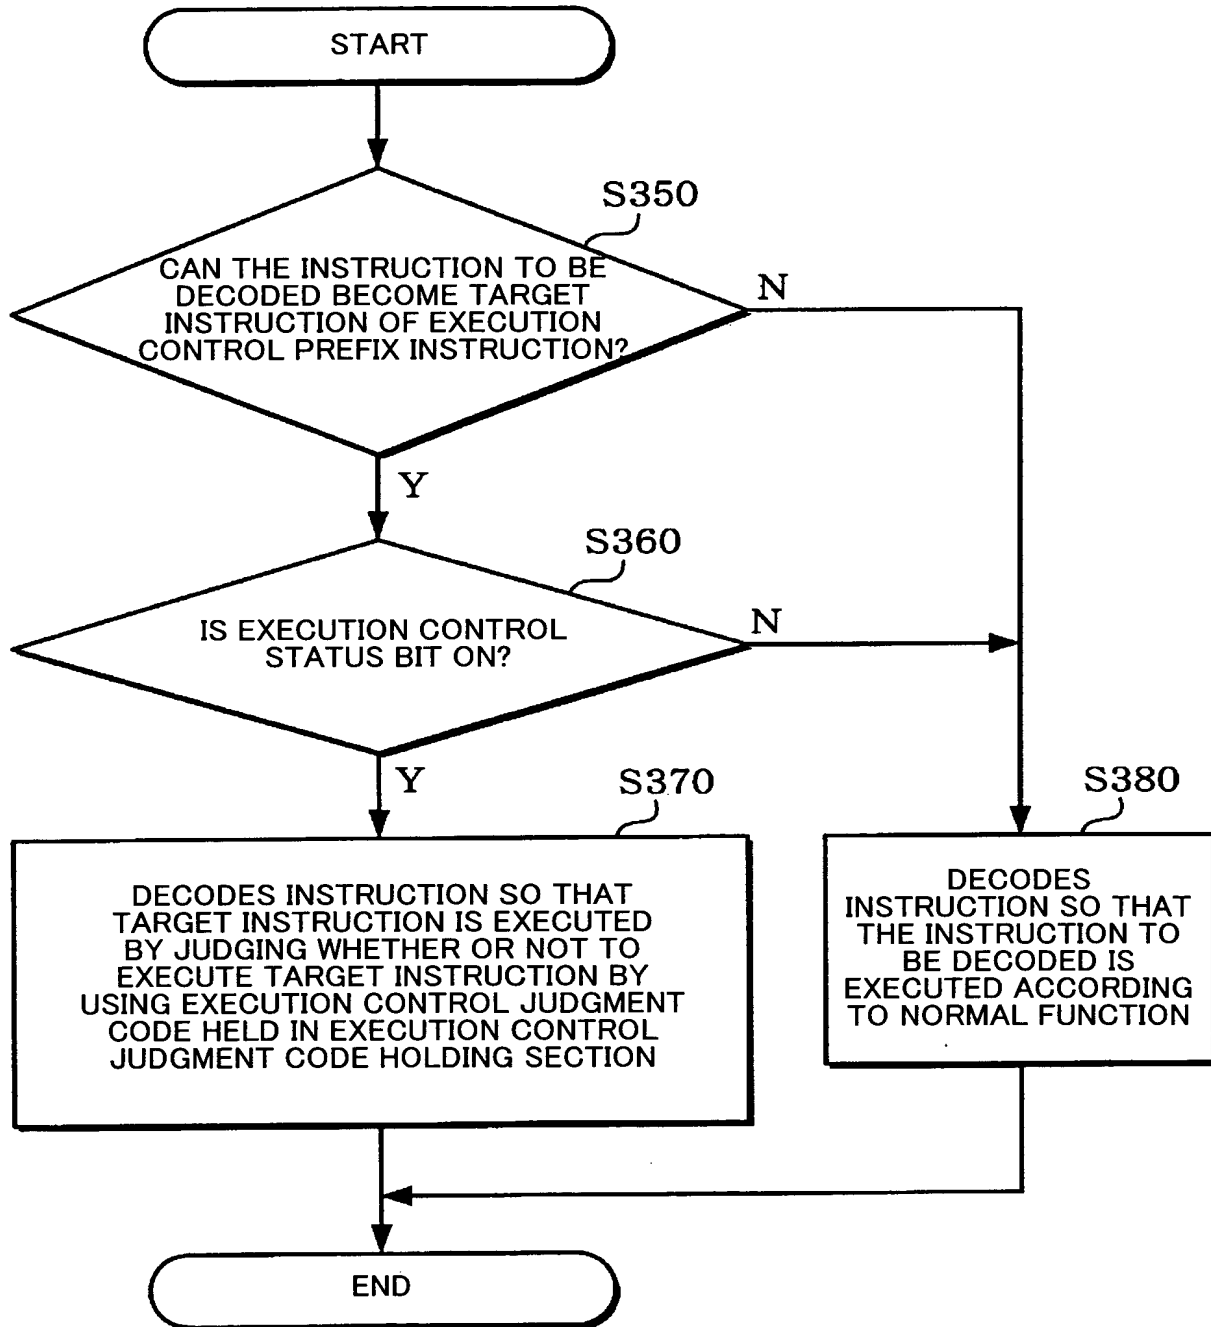 START
S350
CAN THE INSTRUCTION TO BE
DECODED BECOME TARGET
INSTRUCTION OF EXECUTION
CONTROL PREFIX INSTRUCTION?
N
Y
S360
IS EXECUTION CONTROL
STATUS BIT ON?
N
Y
S370
DECODES INSTRUCTION SO THAT
TARGET INSTRUCTION IS EXECUTED
BY JUDGING WHETHER OR NOT TO
EXECUTE TARGET INSTRUCTION BY
USING EXECUTION CONTROL JUDGMENT
CODE HELD IN EXECUTION CONTROL
JUDGMENT CODE HOLDING SECTION
S380
DECODES
INSTRUCTION SO THAT
THE INSTRUCTION TO
BE DECODED IS
EXECUTED ACCORDING
TO NORMAL FUNCTION
END